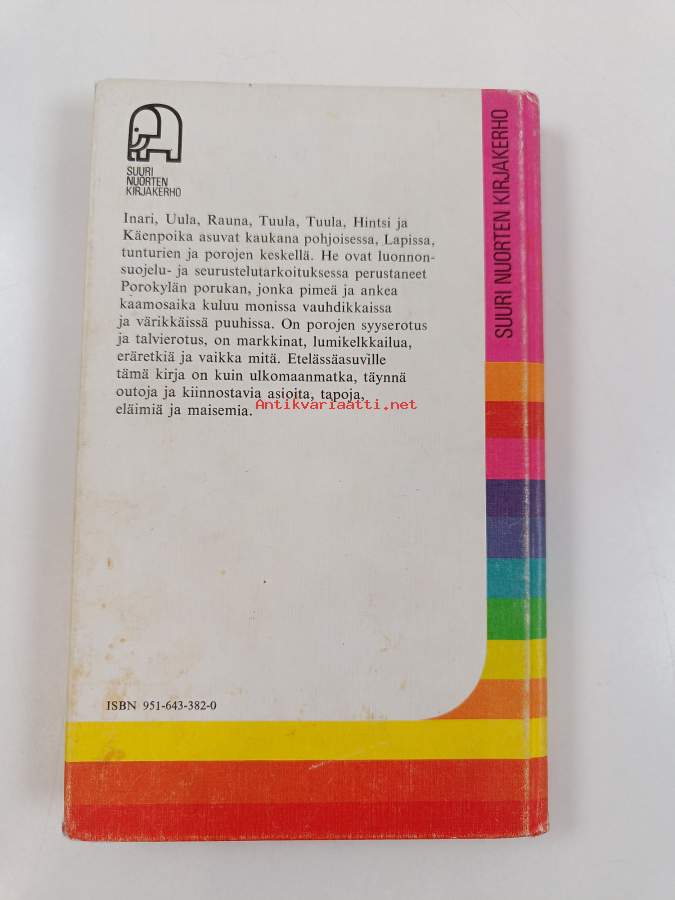 SUURI
NUORTEN
KIRJAKERHO
Inari, Uula, Rauna, Tuula, Tuula, Hintsi ja
Käenpoika asuvat kaukana pohjoisessa, Lapissa,
tunturien ja porojen keskellä. He ovat luonnon-
suojelu- ja seurustelutarkoituksessa perustaneet
Porokylän porukan, jonka pimeä ja ankea
kaamosaika kuluu monissa vauhdikkaissa
ja värikkäissä puuhissa. On porojen syyserotus
ja talvierotus, on markkinat, lumikelkkailua,
eräretkiä ja vaikka mitä. Etelässäasuville
tämä kirja on kuin ulkomaanmatka, täynnä
outoja ja kiinnostavia asioita, tapoja,
eläimiä ja maisemia.
Antikvariaatti.net
ISBN 951-643-382-0
SUURI NUORTEN KIRJAKERHO